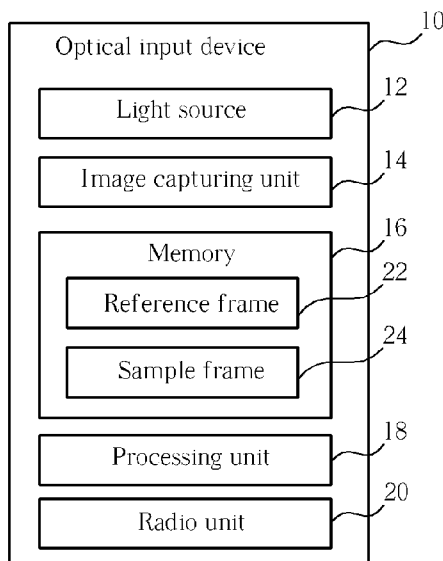 10
Optical input device
12
Light source
14
Image capturing unit
16
Memory
22
Reference frame
24
Sample frame
18
Processing unit
20
Radio unit